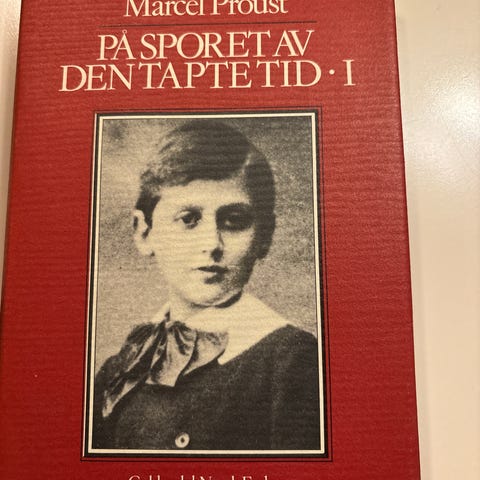 Marcel Proust
PÅ SPORET AV
DEN TAPTE TID · I